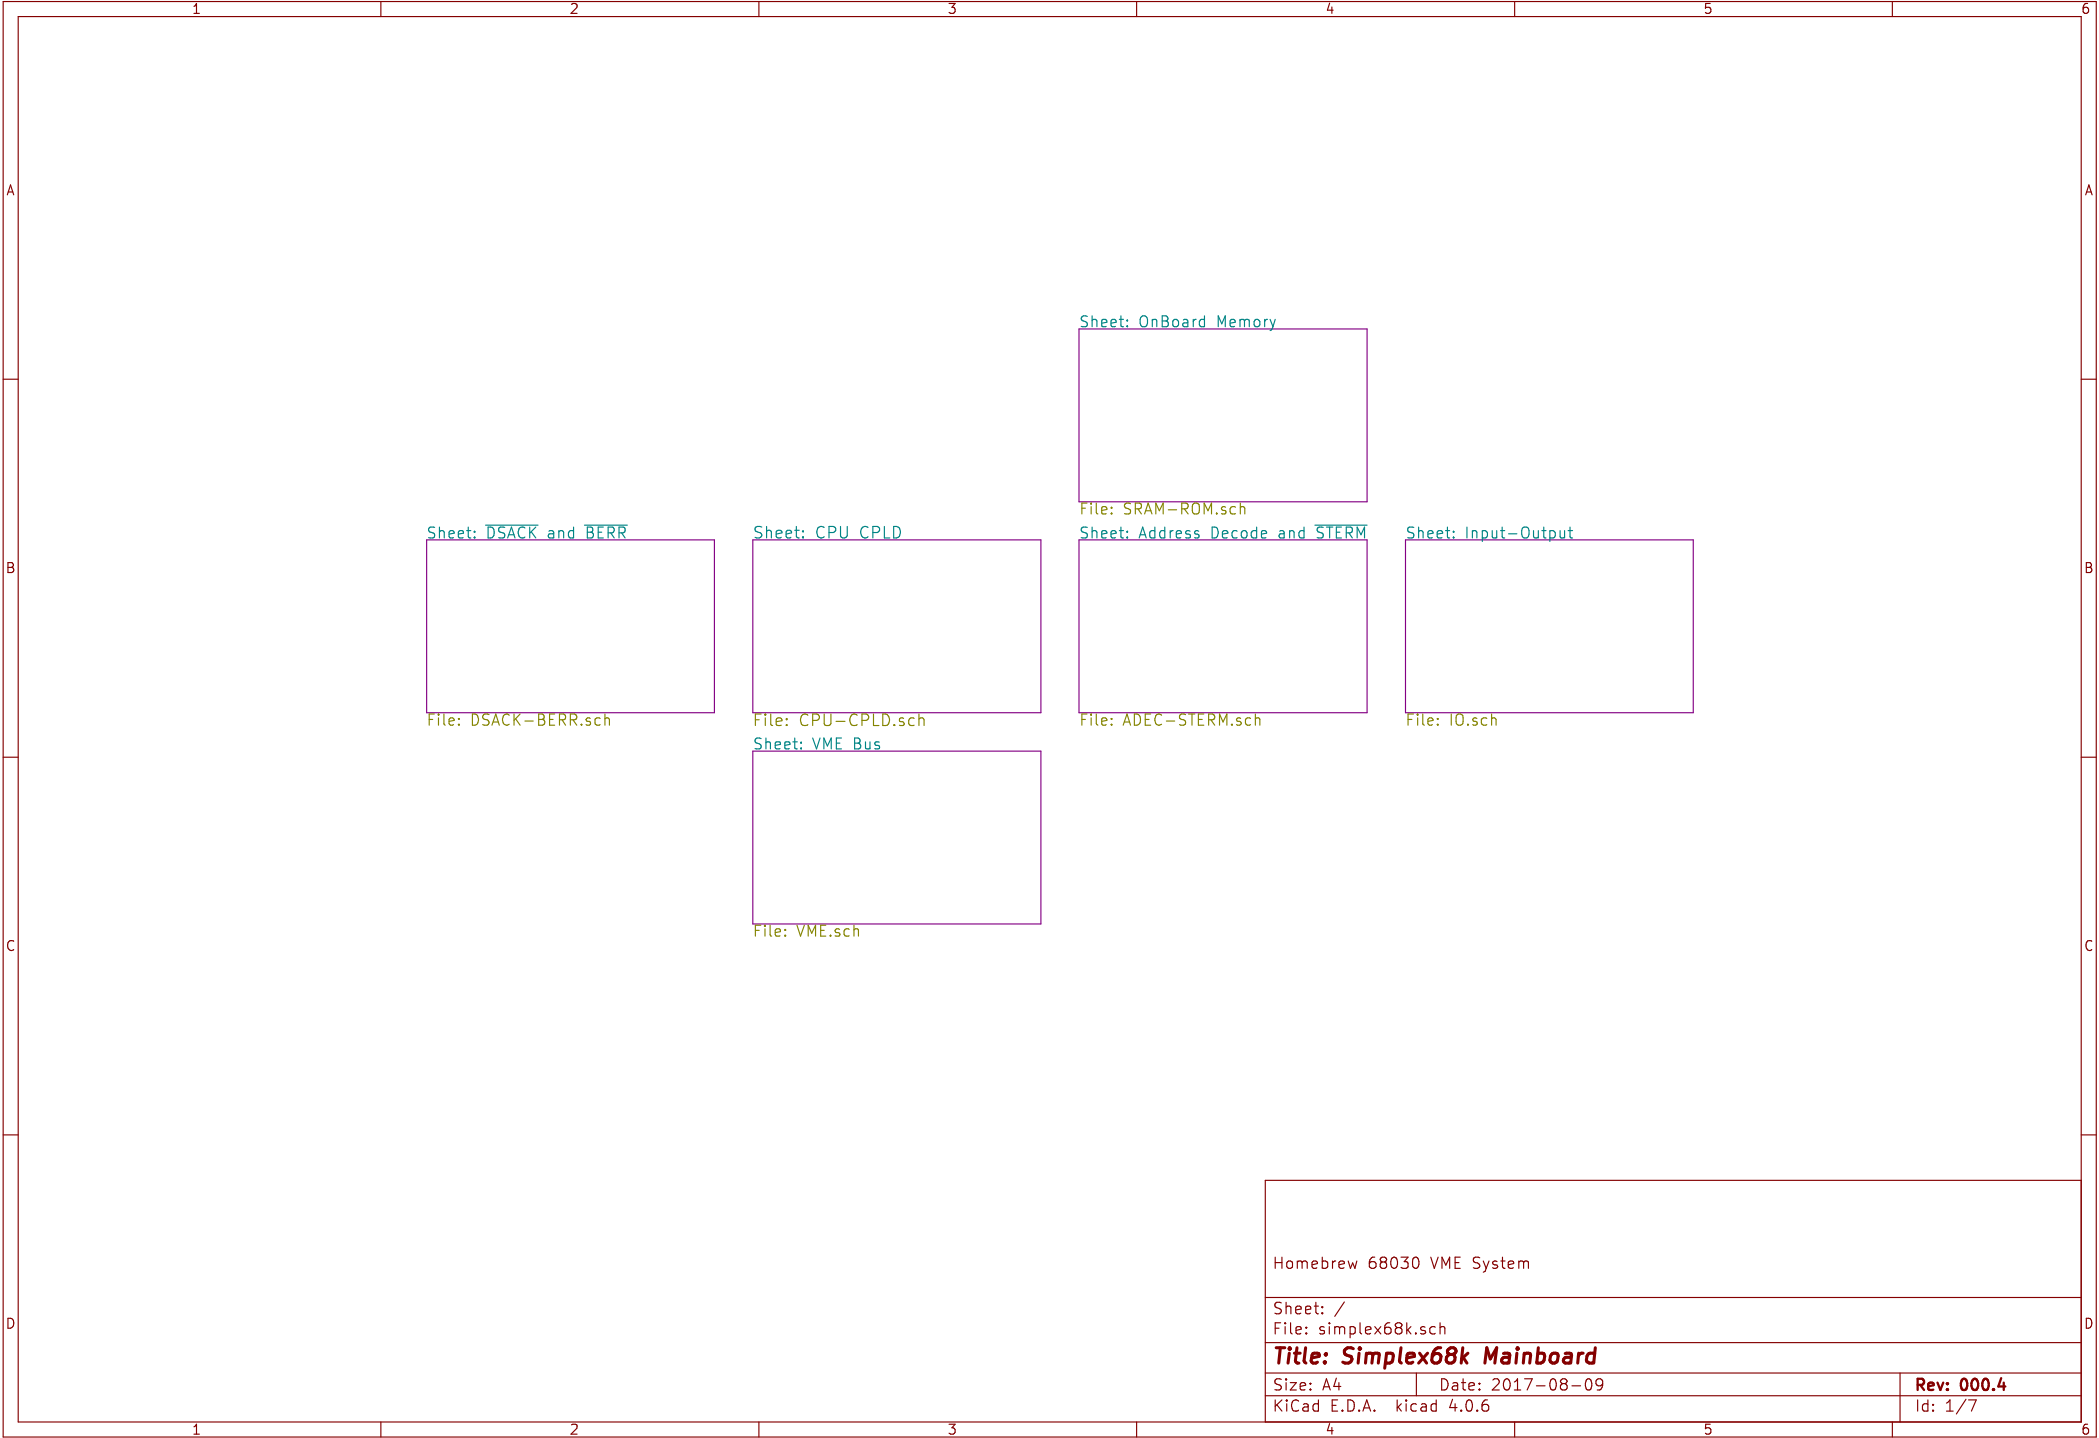 1 2 3 4 5 6
A A
Sheet: OnBoard Memory
File: SRAM-ROM.sch
Sheet: DSACK and BERR
Sheet: CPU CPLD
Sheet: Address Decode and STERM
Sheet: Input-Output
B B
File: DSACK-BERR.sch
File: CPU-CPLD.sch
File: ADEC-STERM.sch
File: IO.sch
Sheet: VME Bus
File: VME.sch
C C
Homebrew 68030 VME System
Sheet: /
File: simplex68k.sch
D D
Title: Simplex68k Mainboard
Size: A4 Date: 2017-08-09 Rev: 000.4
KiCad E.D.A. kicad 4.0.6 Id: 1/7
1 2 3 4 5 6